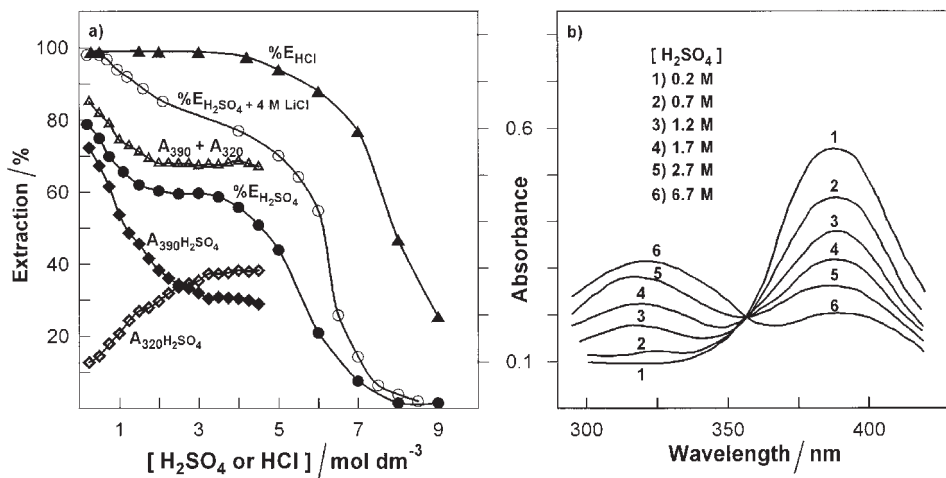 a)
100
80
60
40
20
Extraction / %
%E_HCl
%E_H₂SO₄ + 4 M LiCl
A₃₉₀ + A₃₂₀
%E_H₂SO₄
A₃₉₀H₂SO₄
A₃₂₀H₂SO₄
1 3 5 7 9
[ H₂SO₄ or HCl ] / mol dm⁻³
b)
[ H₂SO₄ ]
1) 0.2 M
2) 0.7 M
3) 1.2 M
4) 1.7 M
5) 2.7 M
6) 6.7 M
0.6
0.1
Absorbance
1
2
3
4
5
6
6
5
4
3
2
1
300 350 400
Wavelength / nm